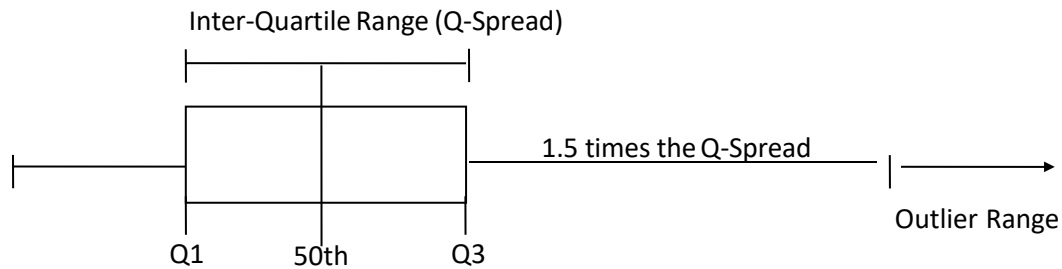 Inter-Quartile Range (Q-Spread)
1.5 times the Q-Spread
Outlier Range
Q1
50th
Q3